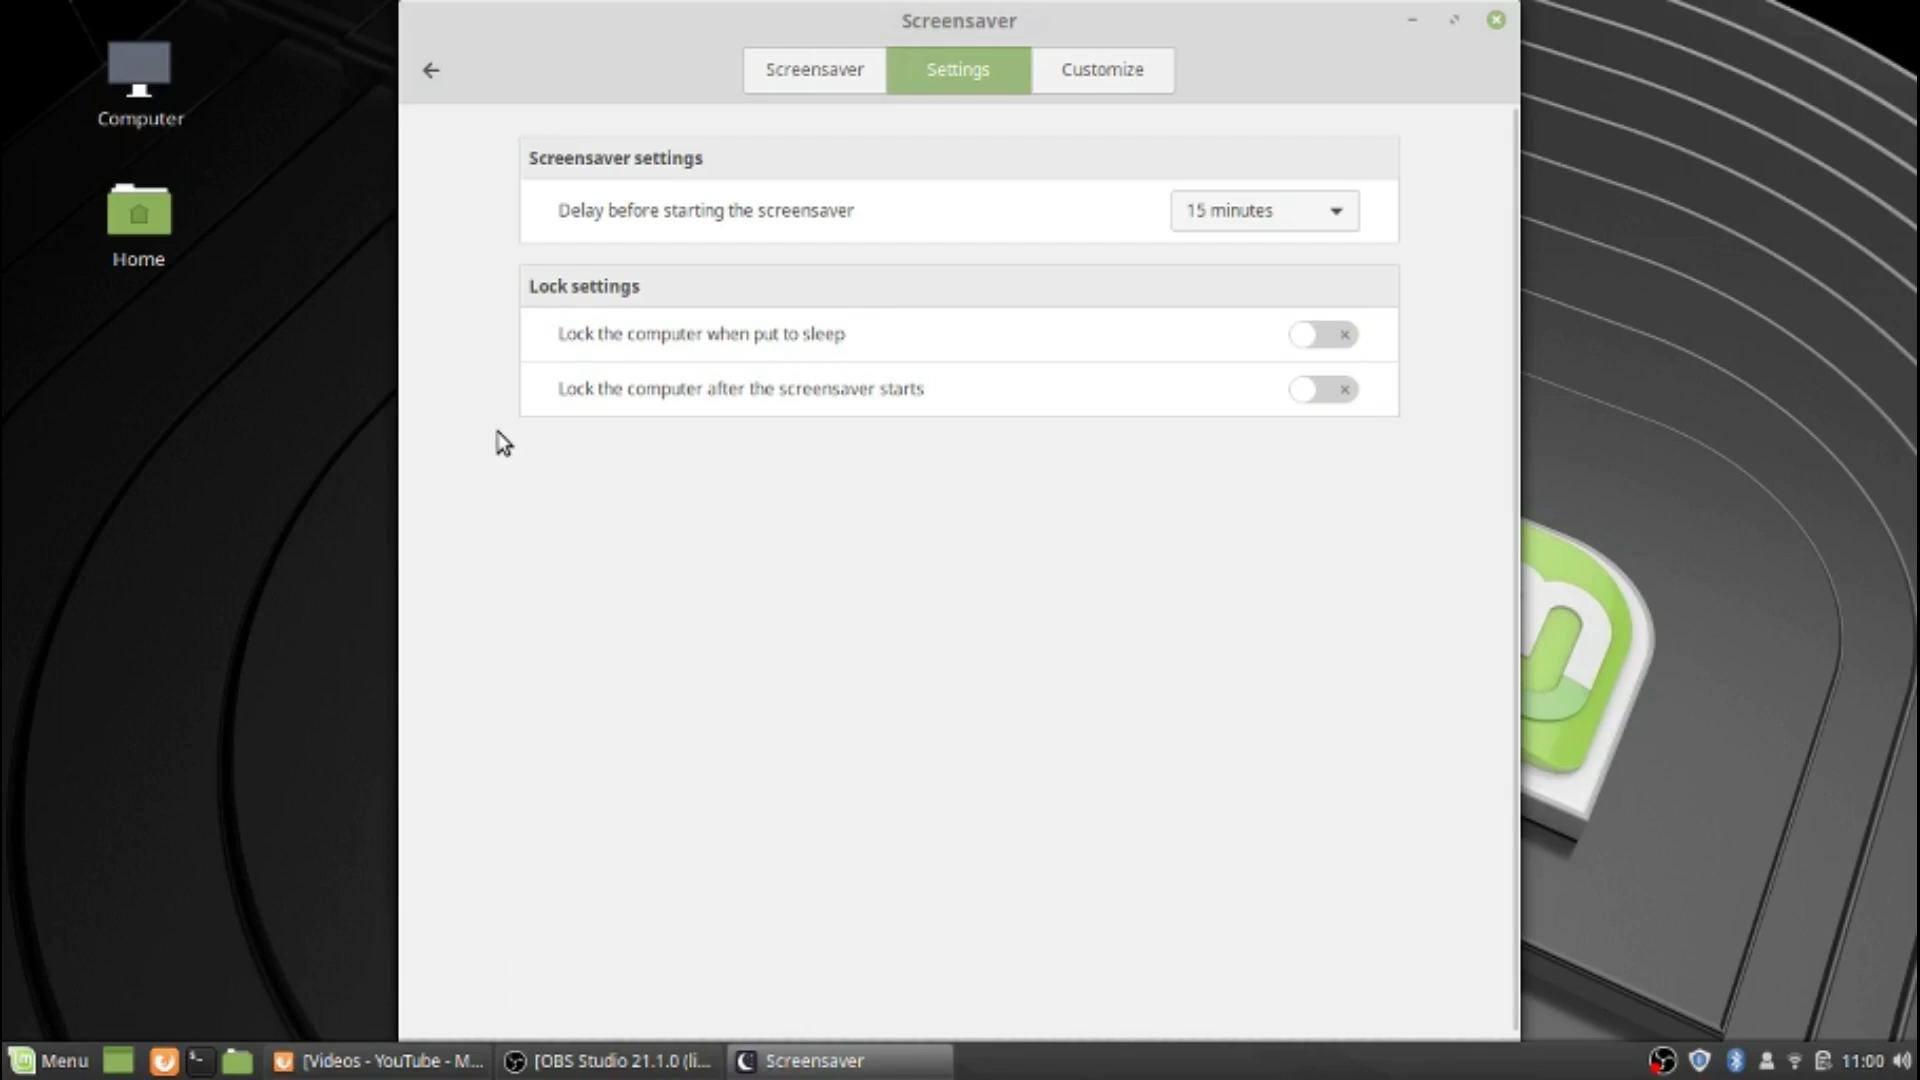 Screensaver
Screensaver Settings Customize
Computer
Home
Screensaver settings
Delay before starting the screensaver 15 minutes
Lock settings
Lock the computer when put to sleep
Lock the computer after the screensaver starts
Menu [Videos - YouTube - M... [OBS Studio 21.1.0 (li... Screensaver 11:00